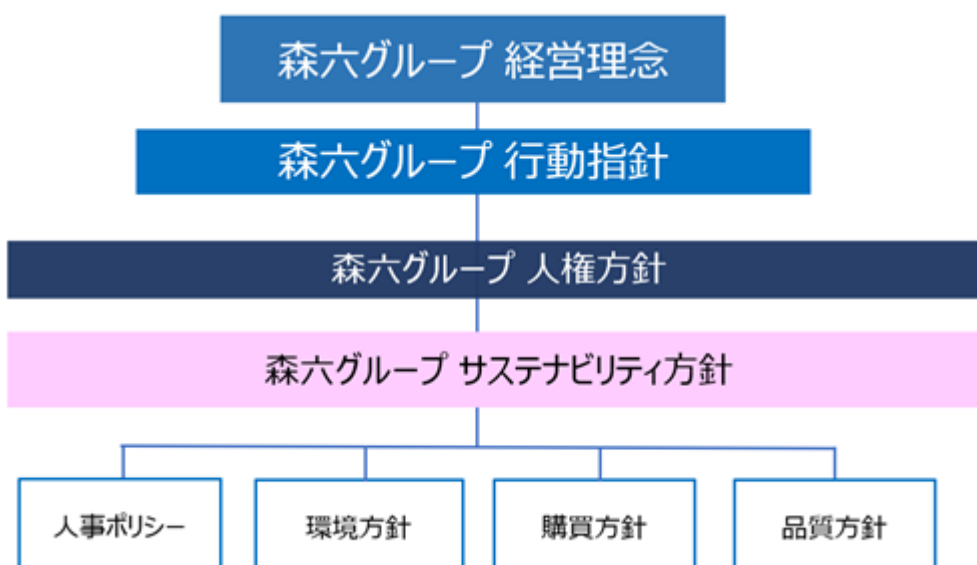 森六グループ 経営理念
森六グループ 行動指針
森六グループ 人権方針
森六グループ サステナビリティ方針
人事ポリシー
環境方針
購買方針
品質方針